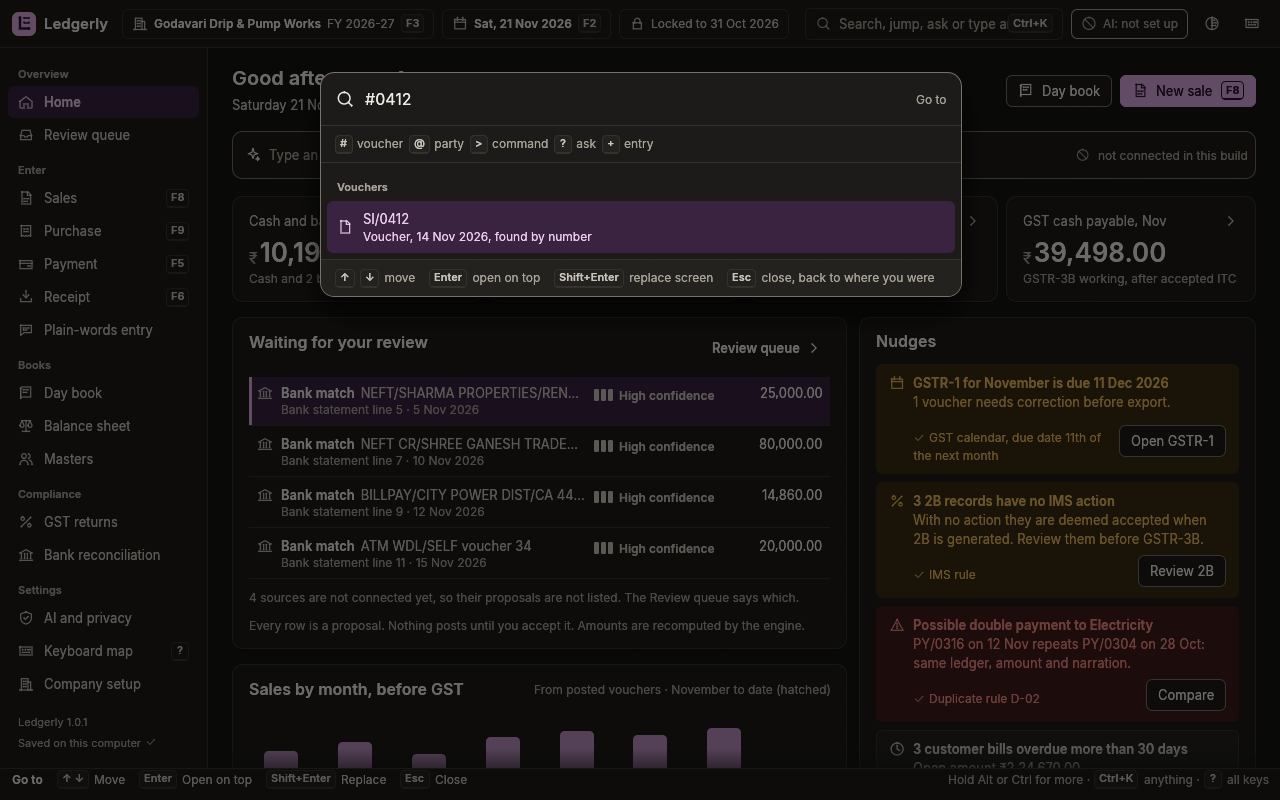 Ledgerly
Godavari Drip & Pump Works FY 2026-27 F3
Sat, 21 Nov 2026 F2
Locked to 31 Oct 2026
Search, jump, ask or type a Ctrl+K
AI: not set up
Overview
Home
Review queue
Enter
Sales F8
Purchase F9
Payment F5
Receipt F6
Plain-words entry
Books
Day book
Balance sheet
Masters
Compliance
GST returns
Bank reconciliation
Settings
AI and privacy
Keyboard map ?
Company setup
Ledgerly 1.0.1
Saved on this computer
Good afte
Saturday 21 No
Day book
New sale F8
Type an
not connected in this build
#0412 Go to
# voucher @ party > command ? ask + entry
Vouchers
SI/0412
Voucher, 14 Nov 2026, found by number
↑ ↓ move Enter open on top Shift+Enter replace screen Esc close, back to where you were
Cash and b
₹10,19
Cash and 2 b
GST cash payable, Nov
₹39,498.00
GSTR-3B working, after accepted ITC
Waiting for your review
Review queue
Bank match NEFT/SHARMA PROPERTIES/REN... High confidence 25,000.00
Bank statement line 5 · 5 Nov 2026
Bank match NEFT CR/SHREE GANESH TRADE... High confidence 80,000.00
Bank statement line 7 · 10 Nov 2026
Bank match BILLPAY/CITY POWER DIST/CA 44... High confidence 14,860.00
Bank statement line 9 · 12 Nov 2026
Bank match ATM WDL/SELF voucher 34 High confidence 20,000.00
Bank statement line 11 · 15 Nov 2026
4 sources are not connected yet, so their proposals are not listed. The Review queue says which.
Every row is a proposal. Nothing posts until you accept it. Amounts are recomputed by the engine.
Sales by month, before GST
From posted vouchers · November to date (hatched)
Nudges
GSTR-1 for November is due 11 Dec 2026
1 voucher needs correction before export.
✓ GST calendar, due date 11th of
the next month
Open GSTR-1
3 2B records have no IMS action
With no action they are deemed accepted when
2B is generated. Review them before GSTR-3B.
✓ IMS rule
Review 2B
Possible double payment to Electricity
PY/0316 on 12 Nov repeats PY/0304 on 28 Oct:
same ledger, amount and narration.
✓ Duplicate rule D-02
Compare
3 customer bills overdue more than 30 days
Open amount ₹2,24,670.00
Go to ↑ ↓ Move Enter Open on top Shift+Enter Replace Esc Close
Hold Alt or Ctrl for more · Ctrl+K anything · ? all keys